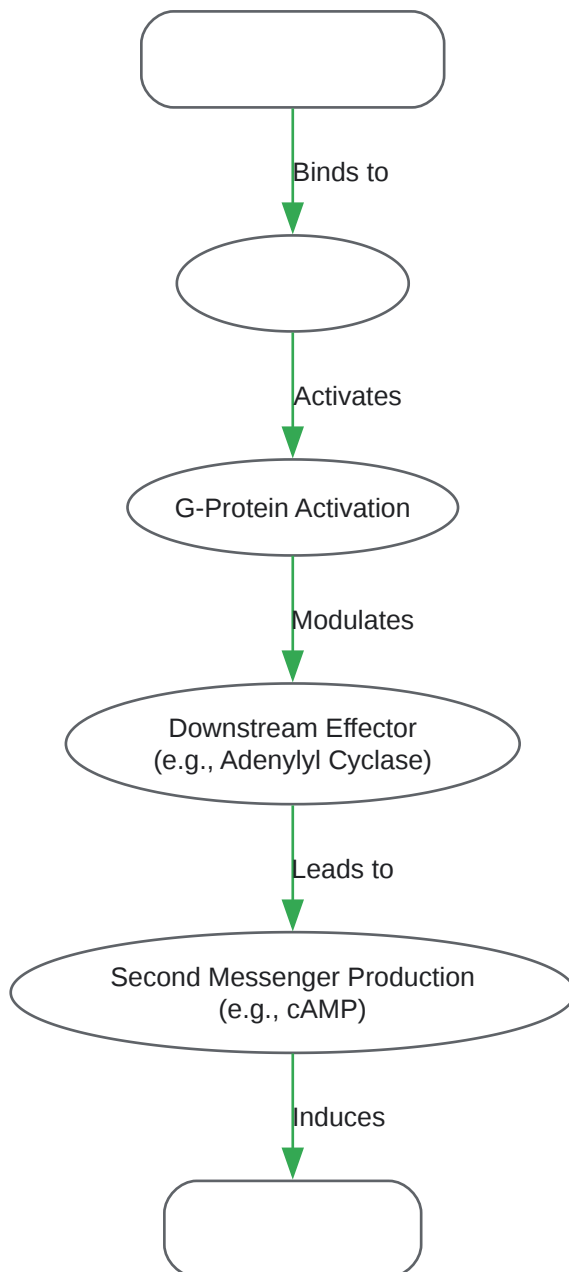 Binds to
Activates
G-Protein Activation
Modulates
Downstream Effector
(e.g., Adenylyl Cyclase)
Leads to
Second Messenger Production
(e.g., cAMP)
Induces